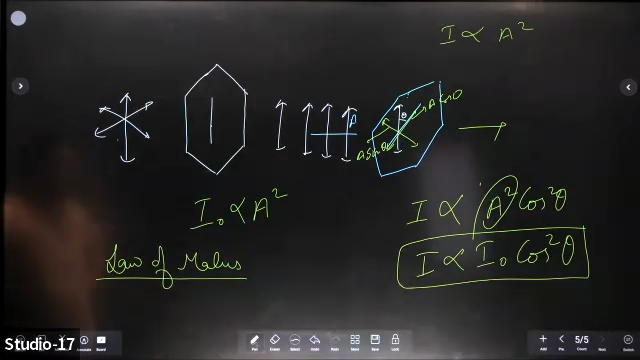 I ∝ A²
A
θ
A cosθ
A sinθ
I₀ ∝ A²
I ∝ A² Cos²θ
Law of Malus
I ∝ I₀ Cos²θ
Studio-17
5/5